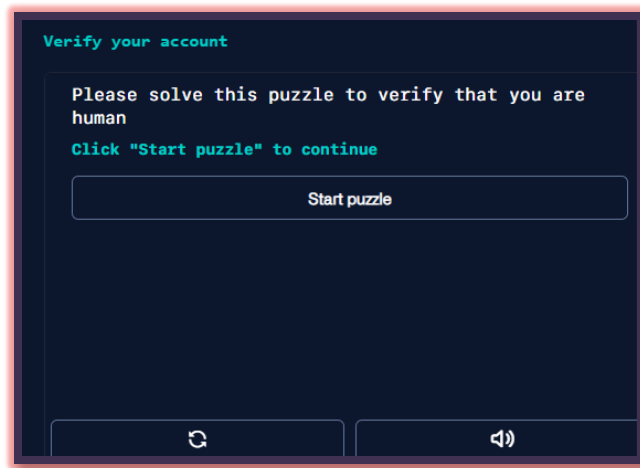 Verify your account
Please solve this puzzle to verify that you are
human
Click "Start puzzle" to continue
Start puzzle